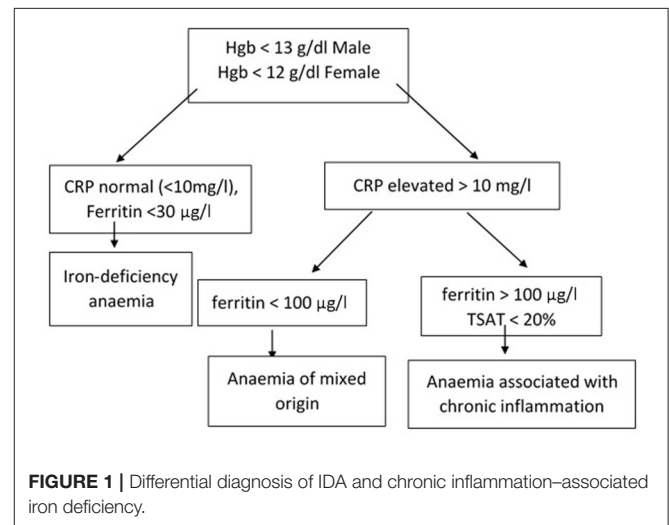 Hgb < 13 g/dl Male
Hgb < 12 g/dl Female
CRP normal (<10mg/l),
Ferritin <30 µg/l
CRP elevated > 10 mg/l
Iron-deficiency
anaemia
ferritin < 100 µg/l
ferritin > 100 µg/l
TSAT < 20%
Anaemia of mixed
origin
Anaemia associated with
chronic inflammation
FIGURE 1 | Differential diagnosis of IDA and chronic inflammation–associated
iron deficiency.